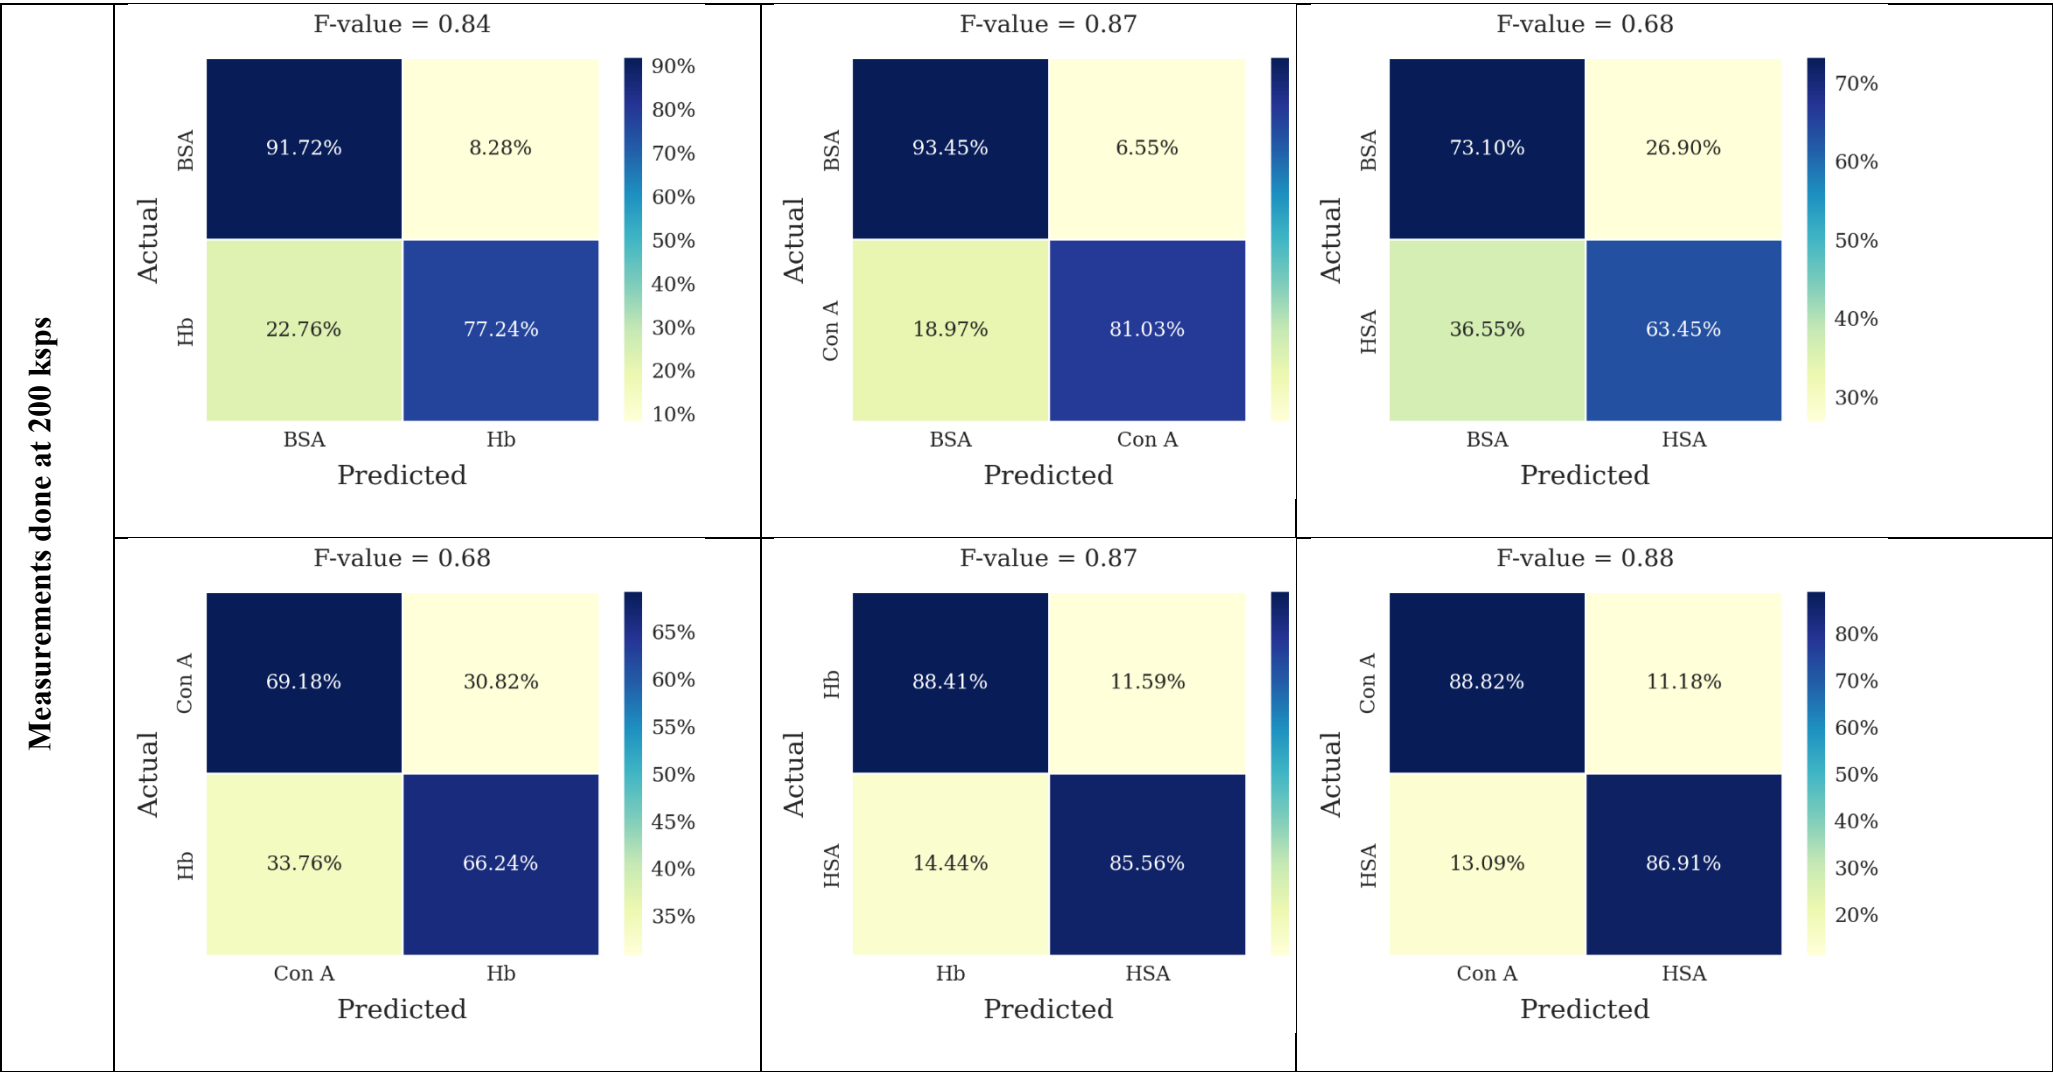 Measurements done at 200 ksps
F-value = 0.84
90%
80%
70%
60%
50%
40%
30%
20%
10%
Actual
BSA
91.72%
8.28%
Hb
22.76%
77.24%
BSA
Hb
Predicted
F-value = 0.87
Actual
BSA
93.45%
6.55%
Con A
18.97%
81.03%
BSA
Con A
Predicted
F-value = 0.68
70%
60%
50%
40%
30%
Actual
BSA
73.10%
26.90%
HSA
36.55%
63.45%
BSA
HSA
Predicted
F-value = 0.68
65%
60%
55%
50%
45%
40%
35%
Actual
Con A
69.18%
30.82%
Hb
33.76%
66.24%
Con A
Hb
Predicted
F-value = 0.87
Actual
Hb
88.41%
11.59%
HSA
14.44%
85.56%
Hb
HSA
Predicted
F-value = 0.88
80%
70%
60%
50%
40%
30%
20%
Actual
Con A
88.82%
11.18%
HSA
13.09%
86.91%
Con A
HSA
Predicted